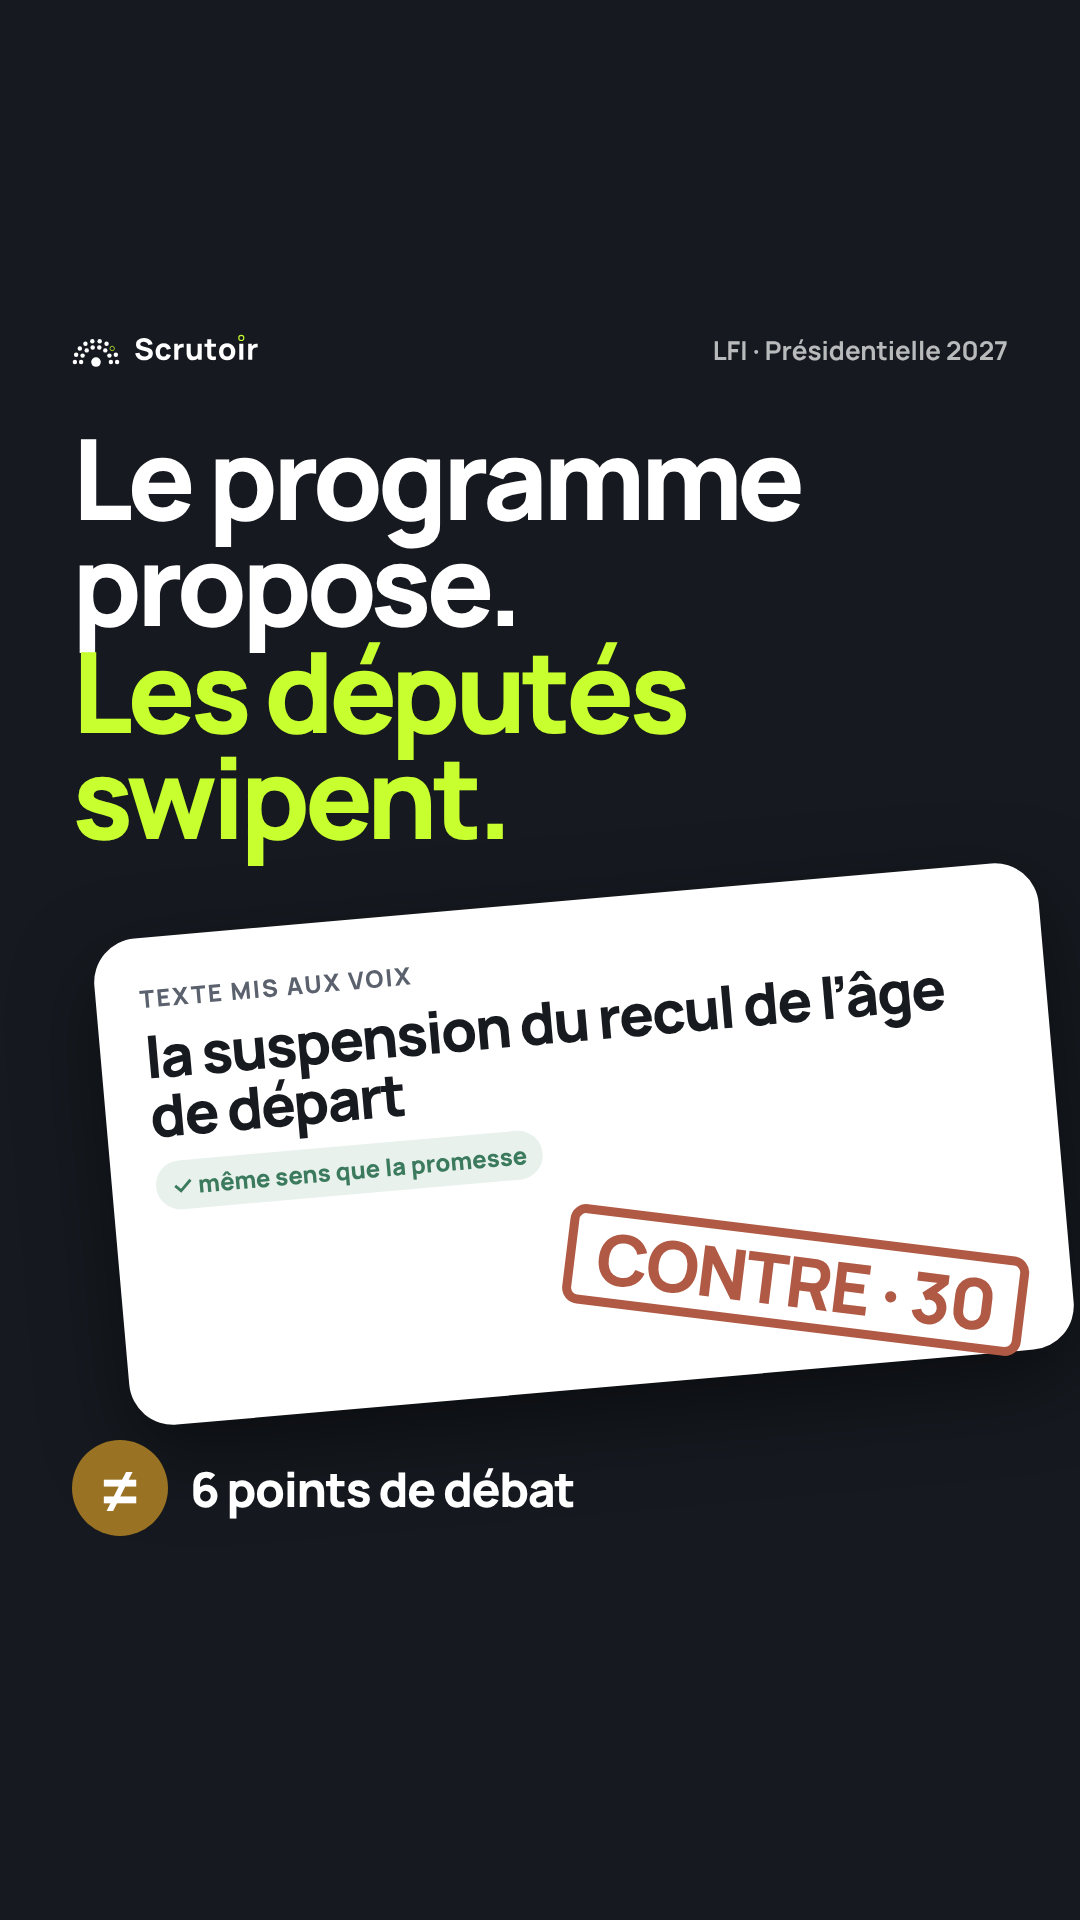 Scrutoir
LFI · Présidentielle 2027
Le programme
propose.
Les députés
swipent.
TEXTE MIS AUX VOIX
la suspension du recul de l’âge
de départ
✓ même sens que la promesse
CONTRE · 30
≠
6 points de débat